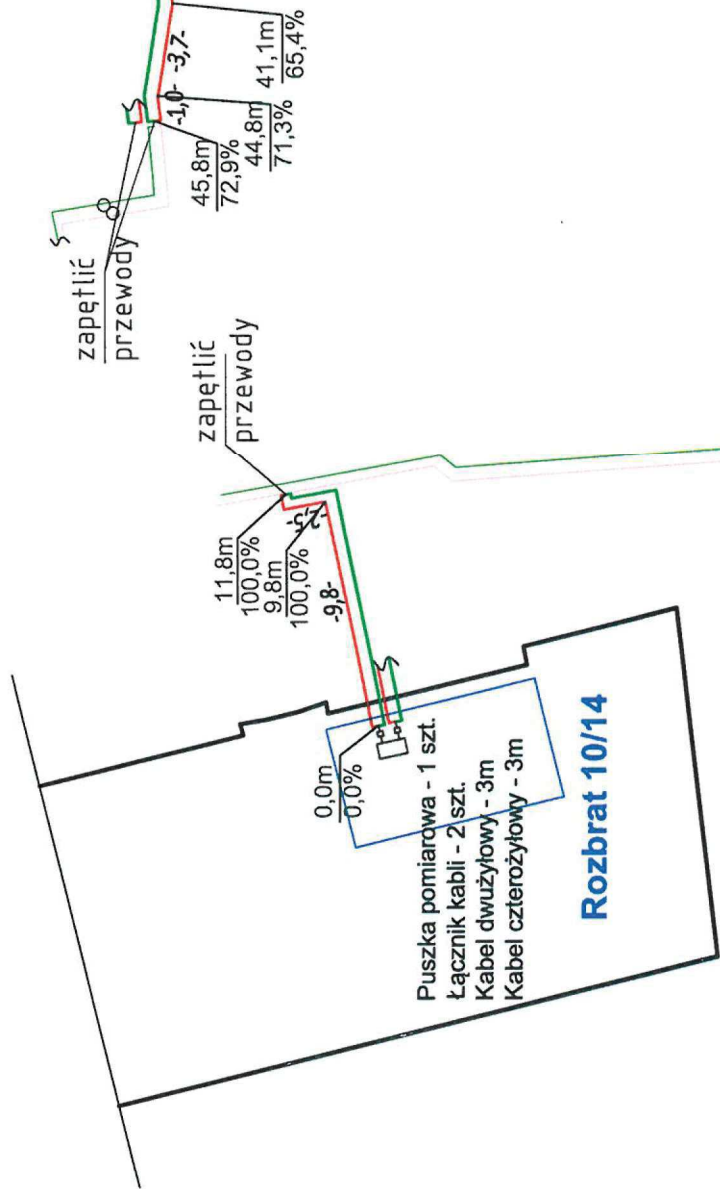 zapętlić
przewody
-1,0-
-3,7-
45,8m
72,9%
44,8m
71,3%
41,1m
65,4%
zapętlić
przewody
11,8m
100,0%
9,8m
100,0%
-2,5-
-9,8-
0,0m
0,0%
Puszka pomiarowa - 1 szt.
Łącznik kabli - 2 szt.
Kabel dwużyłowy - 3m
Kabel czterożyłowy - 3m
Rozbrat 10/14